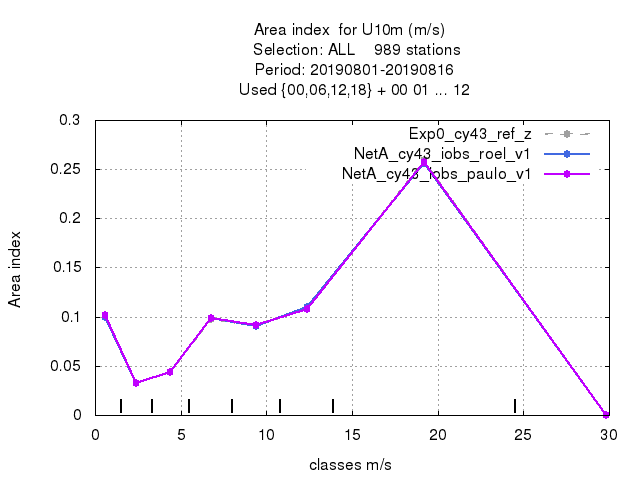 Area index for U10m (m/s)
Selection: ALL 989 stations
Period: 20190801-20190816
Used {00,06,12,18} + 00 01 ... 12
Exp0_cy43_ref_z
NetA_cy43_iobs_roel_v1
NetA_cy43_iobs_paulo_v1
Area index
0.3
0.25
0.2
0.15
0.1
0.05
0
0 5 10 15 20 25 30
classes m/s